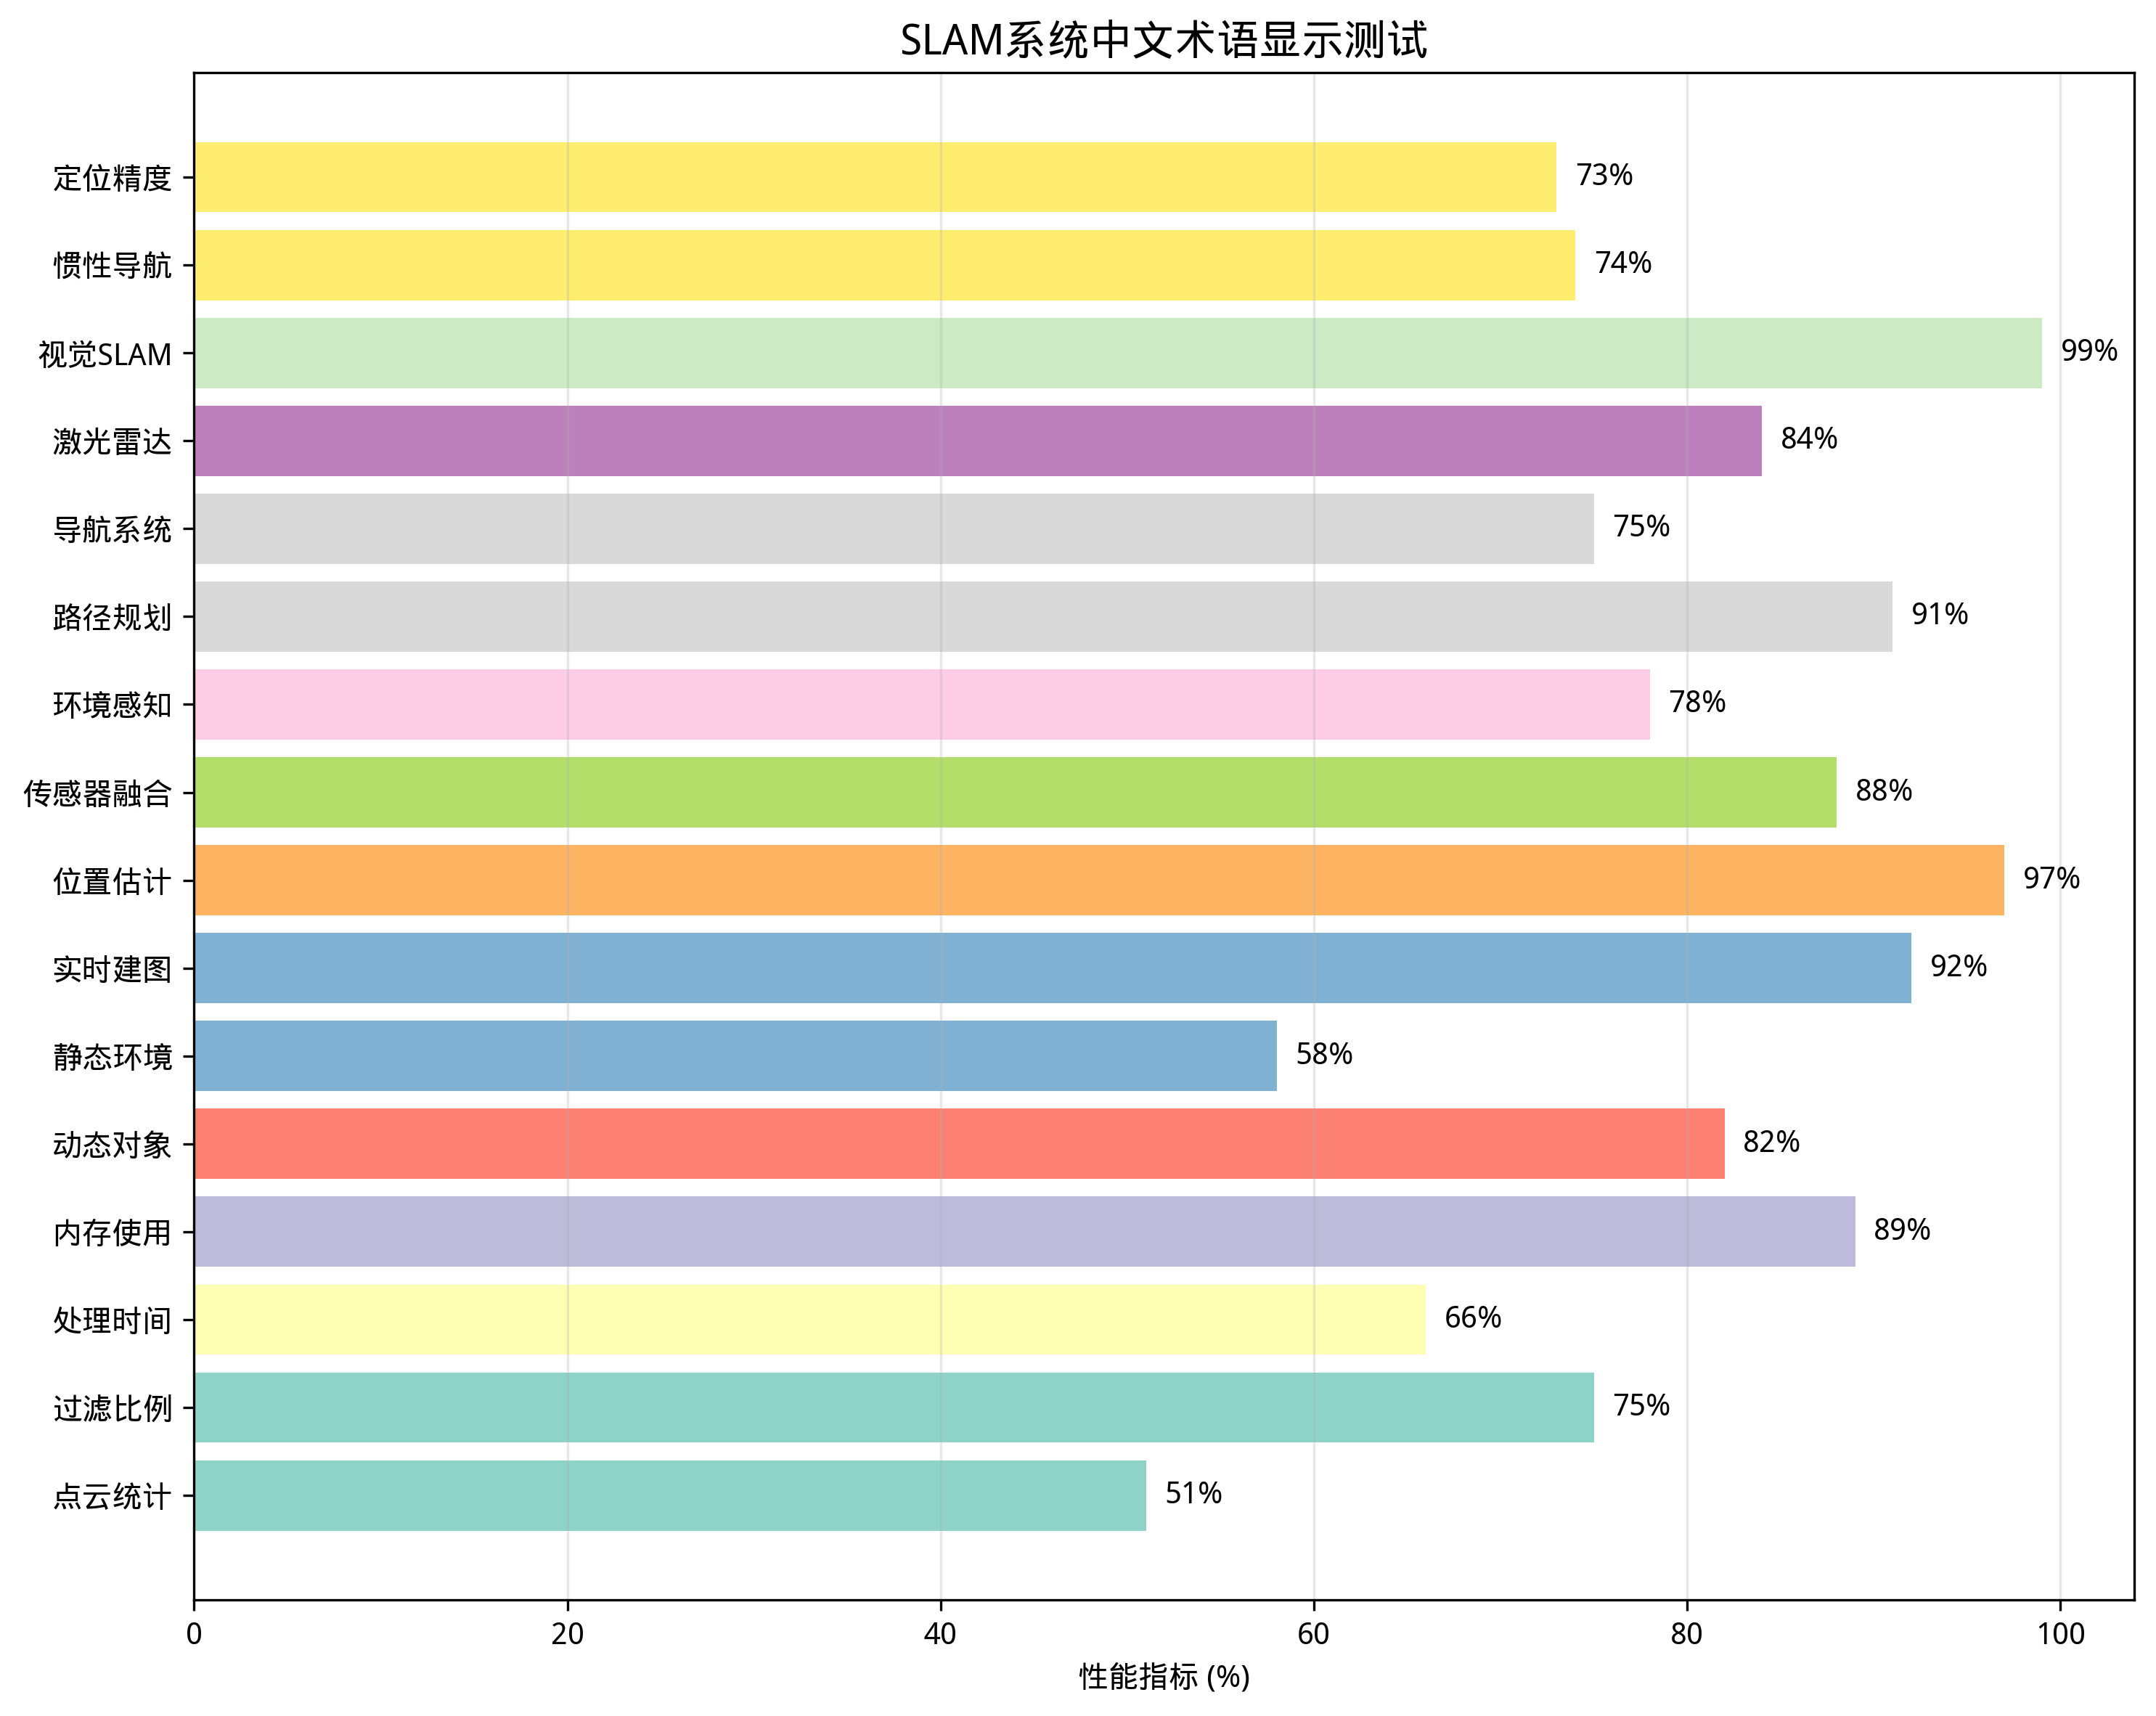 SLAM系统中文术语显示测试
定位精度 73%
惯性导航 74%
视觉SLAM 99%
激光雷达 84%
导航系统 75%
路径规划 91%
环境感知 78%
传感器融合 88%
位置估计 97%
实时建图 92%
静态环境 58%
动态对象 82%
内存使用 89%
处理时间 66%
过滤比例 75%
点云统计 51%
0 20 40 60 80 100
性能指标 (%)